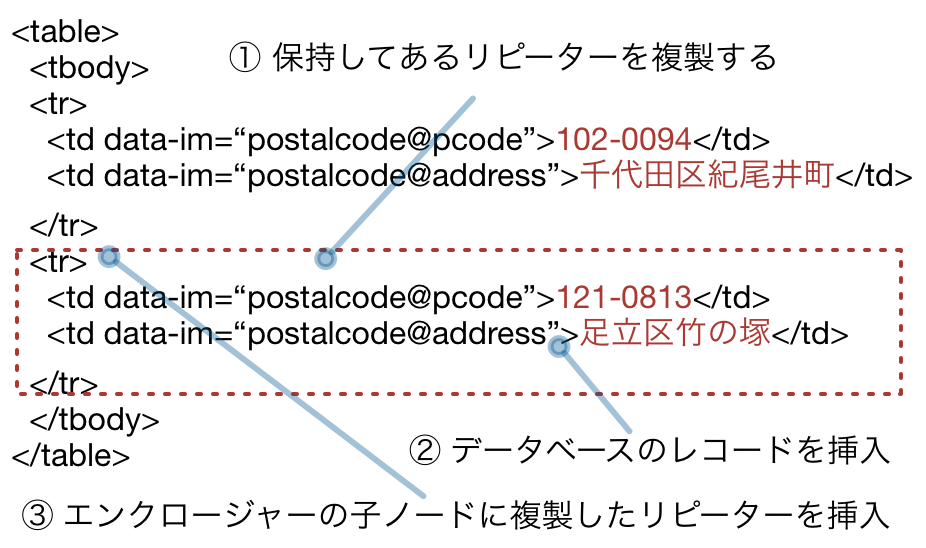 <table>
<tbody>
① 保持してあるリピーターを複製する
<tr>
<td data-im=“postalcode@pcode”>102-0094</td>
<td data-im=“postalcode@address”>千代田区紀尾井町</td>
</tr>
<tr>
<td data-im=“postalcode@pcode”>121-0813</td>
<td data-im=“postalcode@address”>足立区竹の塚</td>
</tr>
</tbody>
</table>
② データベースのレコードを挿入
③ エンクロージャーの子ノードに複製したリピーターを挿入